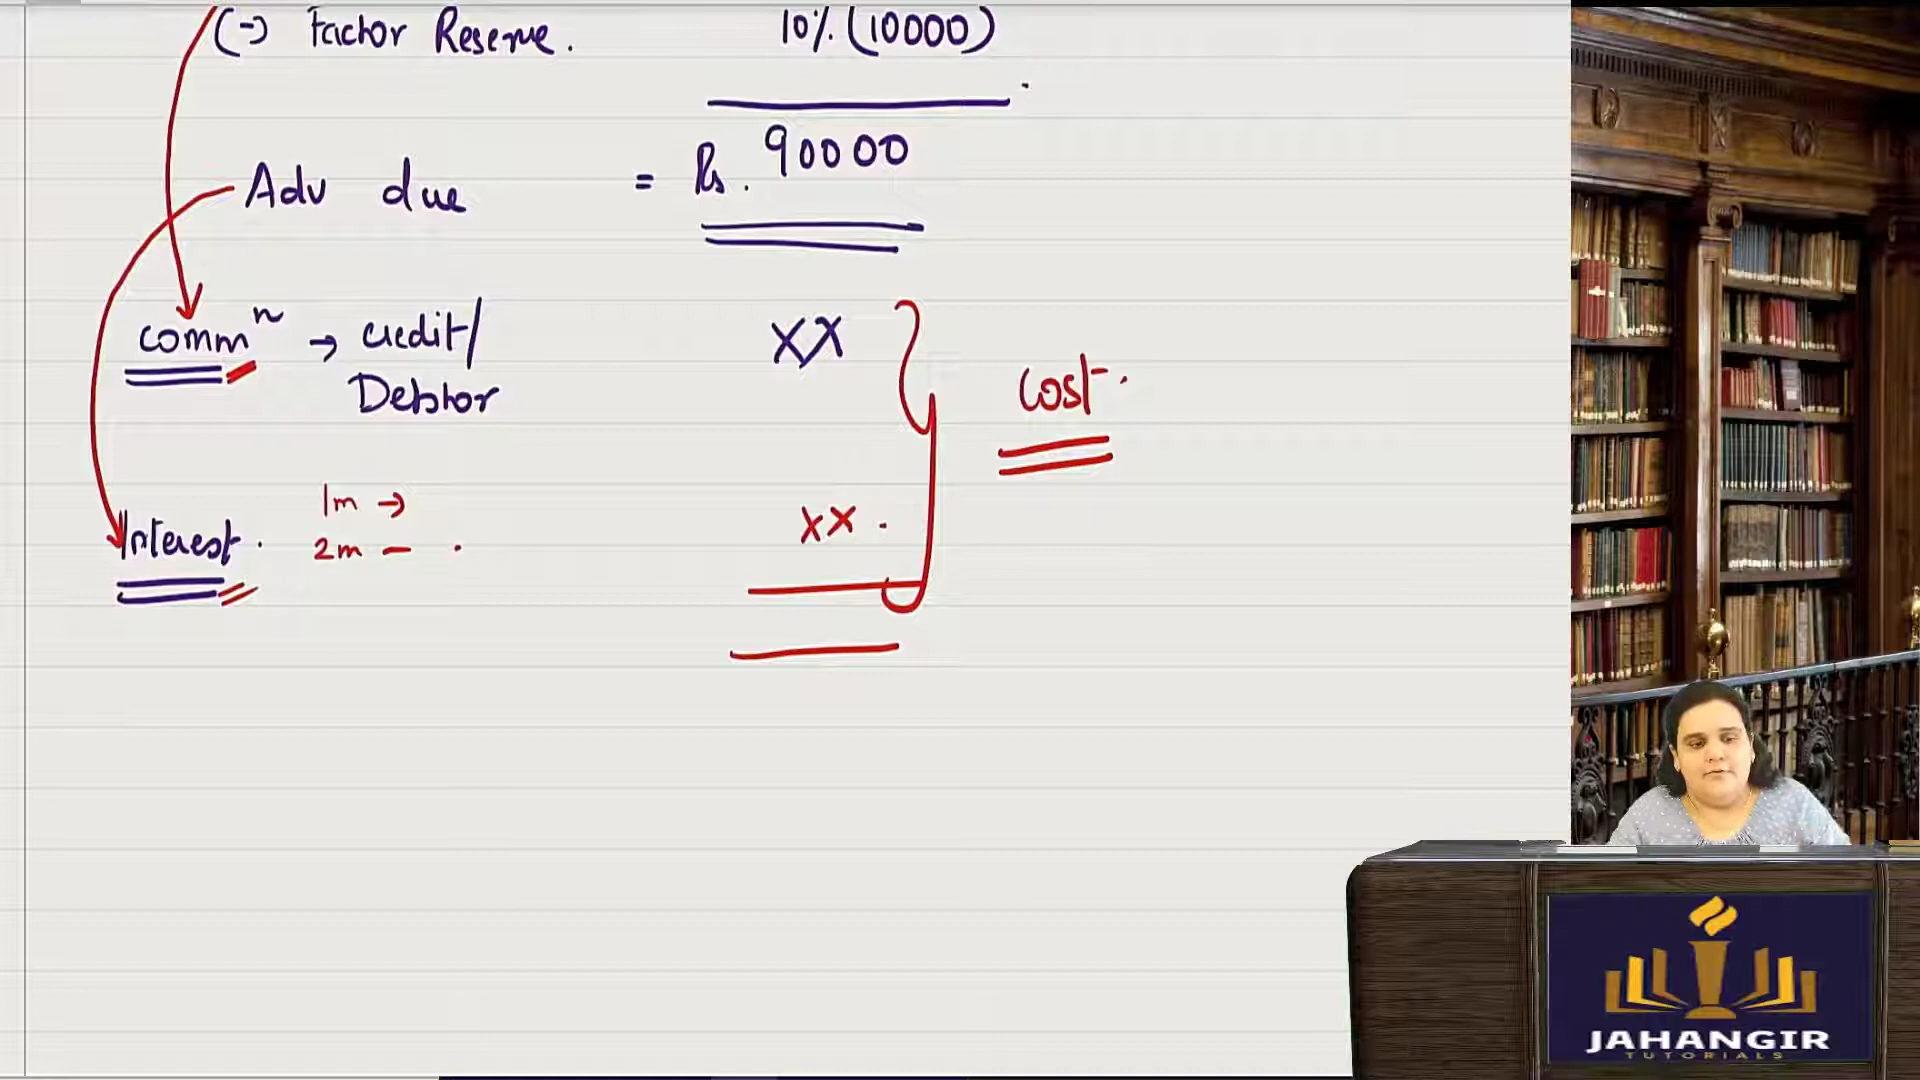 (-) Factor Reserve. 10% (10000)
Adv due = Rs. 90000
commⁿ → credit/ XX
Debtor
cost.
Interest. 1m →
2m - . XX.
JAHANGIR
TUTORIALS